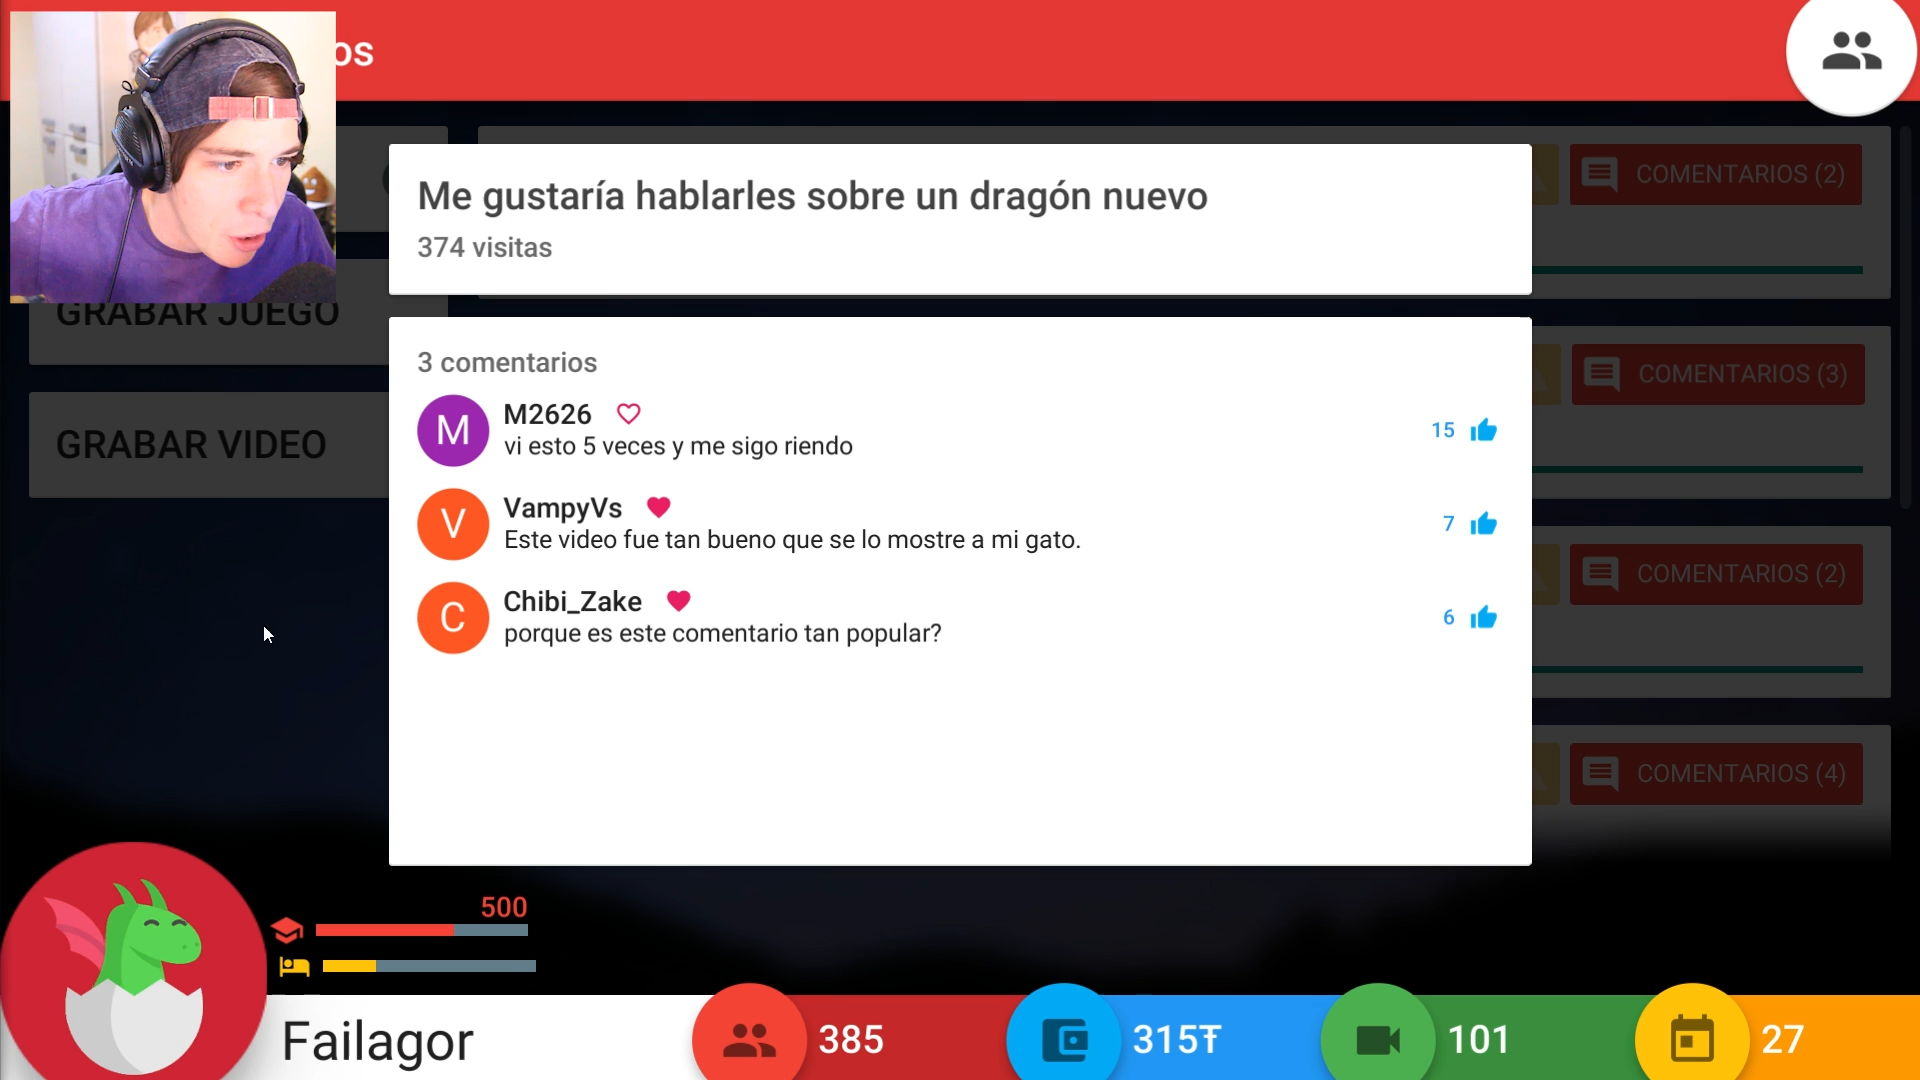 os
COMENTARIOS (2)
Me gustaría hablarles sobre un dragón nuevo
374 visitas
GRABAR JUEGO
3 comentarios
COMENTARIOS (3)
M M2626
vi esto 5 veces y me sigo riendo
15
GRABAR VIDEO
V VampyVs
Este video fue tan bueno que se lo mostre a mi gato.
7
COMENTARIOS (2)
C Chibi_Zake
porque es este comentario tan popular?
6
COMENTARIOS (4)
500
Failagor
385
315Ŧ
101
27